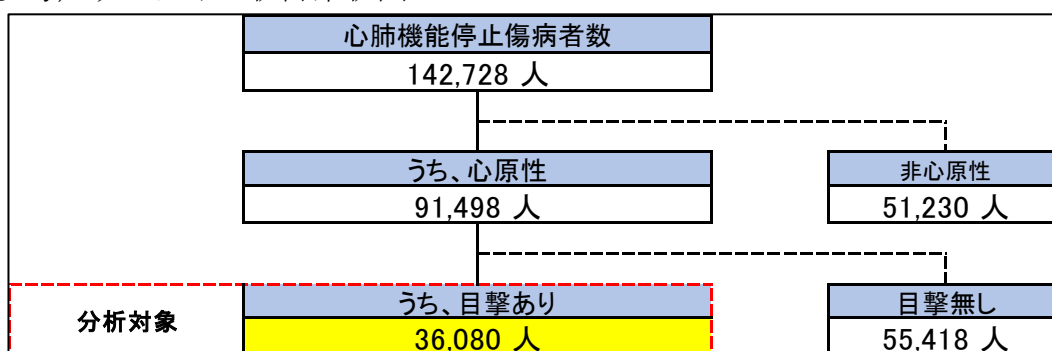 心肺機能停止傷病者数
142,728 人
うち、心原性
非心原性
91,498 人
51,230 人
うち、目撃あり
目撃無し
分析対象
36,080 人
55,418 人